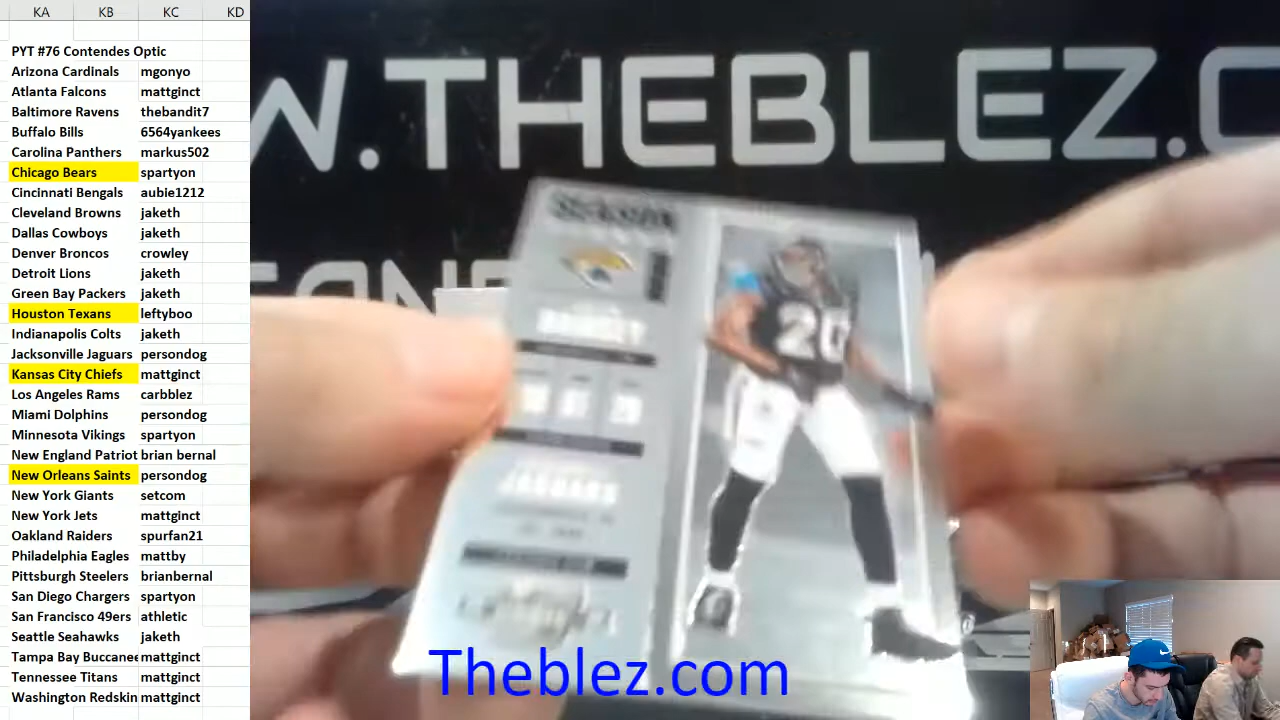 KA KB KC KD
PYT #76 Contendes Optic
Arizona Cardinals mgonyo
Atlanta Falcons mattginct
Baltimore Ravens thebandit7
Buffalo Bills 6564yankees
Carolina Panthers markus502
Chicago Bears spartyon
Cincinnati Bengals aubie1212
Cleveland Browns jaketh
Dallas Cowboys jaketh
Denver Broncos crowley
Detroit Lions jaketh
Green Bay Packers jaketh
Houston Texans leftyboo
Indianapolis Colts jaketh
Jacksonville Jaguars persondog
Kansas City Chiefs mattginct
Los Angeles Rams carbblez
Miami Dolphins persondog
Minnesota Vikings spartyon
New England Patriot brian bernal
New Orleans Saints persondog
New York Giants setcom
New York Jets mattginct
Oakland Raiders spurfan21
Philadelphia Eagles mattby
Pittsburgh Steelers brianbernal
San Diego Chargers spartyon
San Francisco 49ers athletic
Seattle Seahawks jaketh
Tampa Bay Buccanee mattginct
Tennessee Titans mattginct
Washington Redskin mattginct
W.THEBLEZ.C
SEASON
JAGUARS
20
Theblez.com